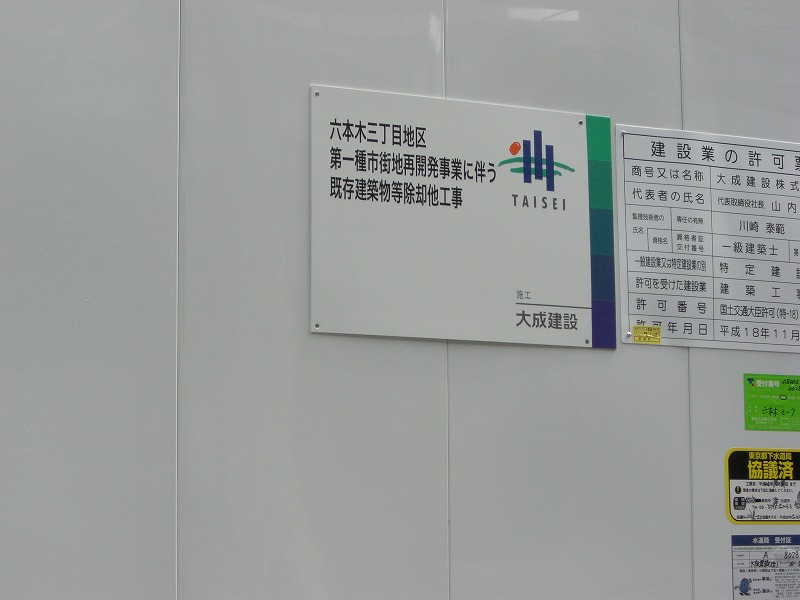 六本木三丁目地区
第一種市街地再開発事業に伴う
既存建築物等除却他工事
TAISEI
施工
大成建設
建設業の許可票
商号又は名称 大成建設株式
代表者の氏名 代表取締役社長 山内
監理技術者の氏名 専任の有無 川崎 泰範
資格名 資格者証交付番号 一級建築士 第
一般建設業又は特定建設業の別 特定建設
許可を受けた建設業 建築工事
許可番号 国土交通大臣許可(特-18)
許可年月日 平成18年11月
受付番号
六本木
東京都下水道局
協議済
水道局 受付証
A